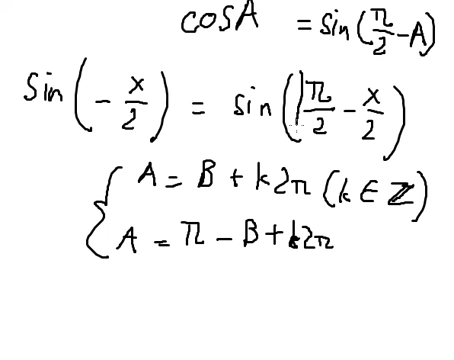 cosA = sin(π/2 - A)
sin(-x/2) = sin(π/2 - x/2)
{ A = B + k2π (k ∈ ℤ)
A = π - B + k2π